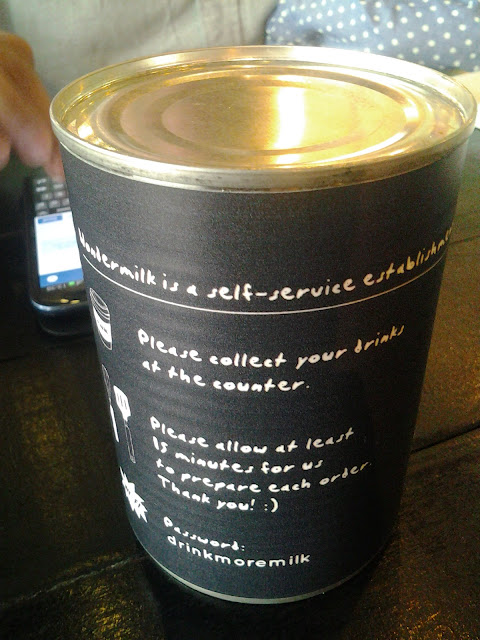 Wondermilk is a self-service establishme
Please collect your drinks
at the counter.
Please allow at least
15 minutes for us
to prepare each order.
Thank you! :)
Password:
drinkmoremilk